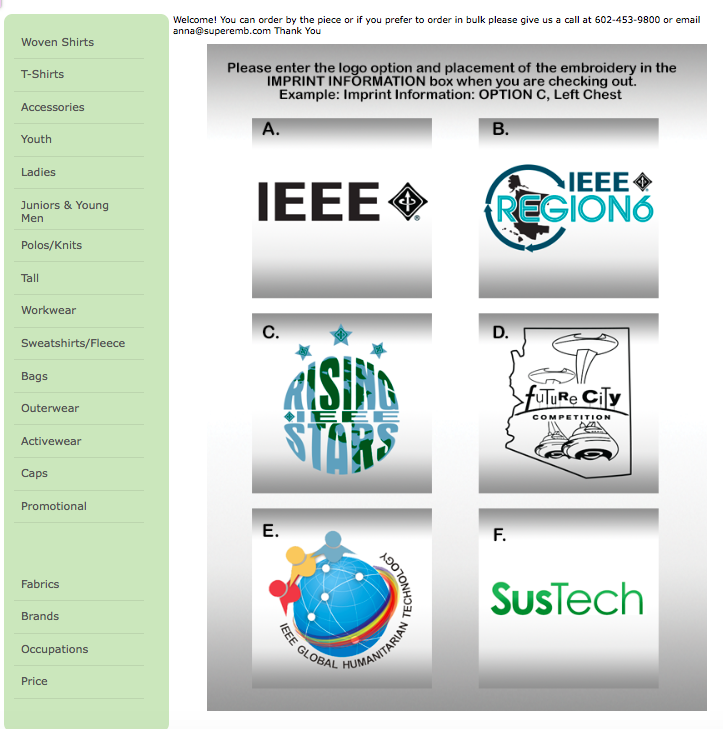 Welcome! You can order by the piece or if you prefer to order in bulk please give us a call at 602-453-9800 or email
anna@superemb.com Thank You
Woven Shirts
T-Shirts
Accessories
Youth
Ladies
Juniors & Young
Men
Polos/Knits
Tall
Workwear
Sweatshirts/Fleece
Bags
Outerwear
Activewear
Caps
Promotional
Fabrics
Brands
Occupations
Price
Please enter the logo option and placement of the embroidery in the
IMPRINT INFORMATION box when you are checking out.
Example: Imprint Information: OPTION C, Left Chest
A.
IEEE ®
B.
IEEE
REGION6
C.
RISING
IEEE
STARS
D.
FUTURE CITY
COMPETITION
E.
IEEE GLOBAL HUMANITARIAN TECHNOLOGY
F.
SusTech